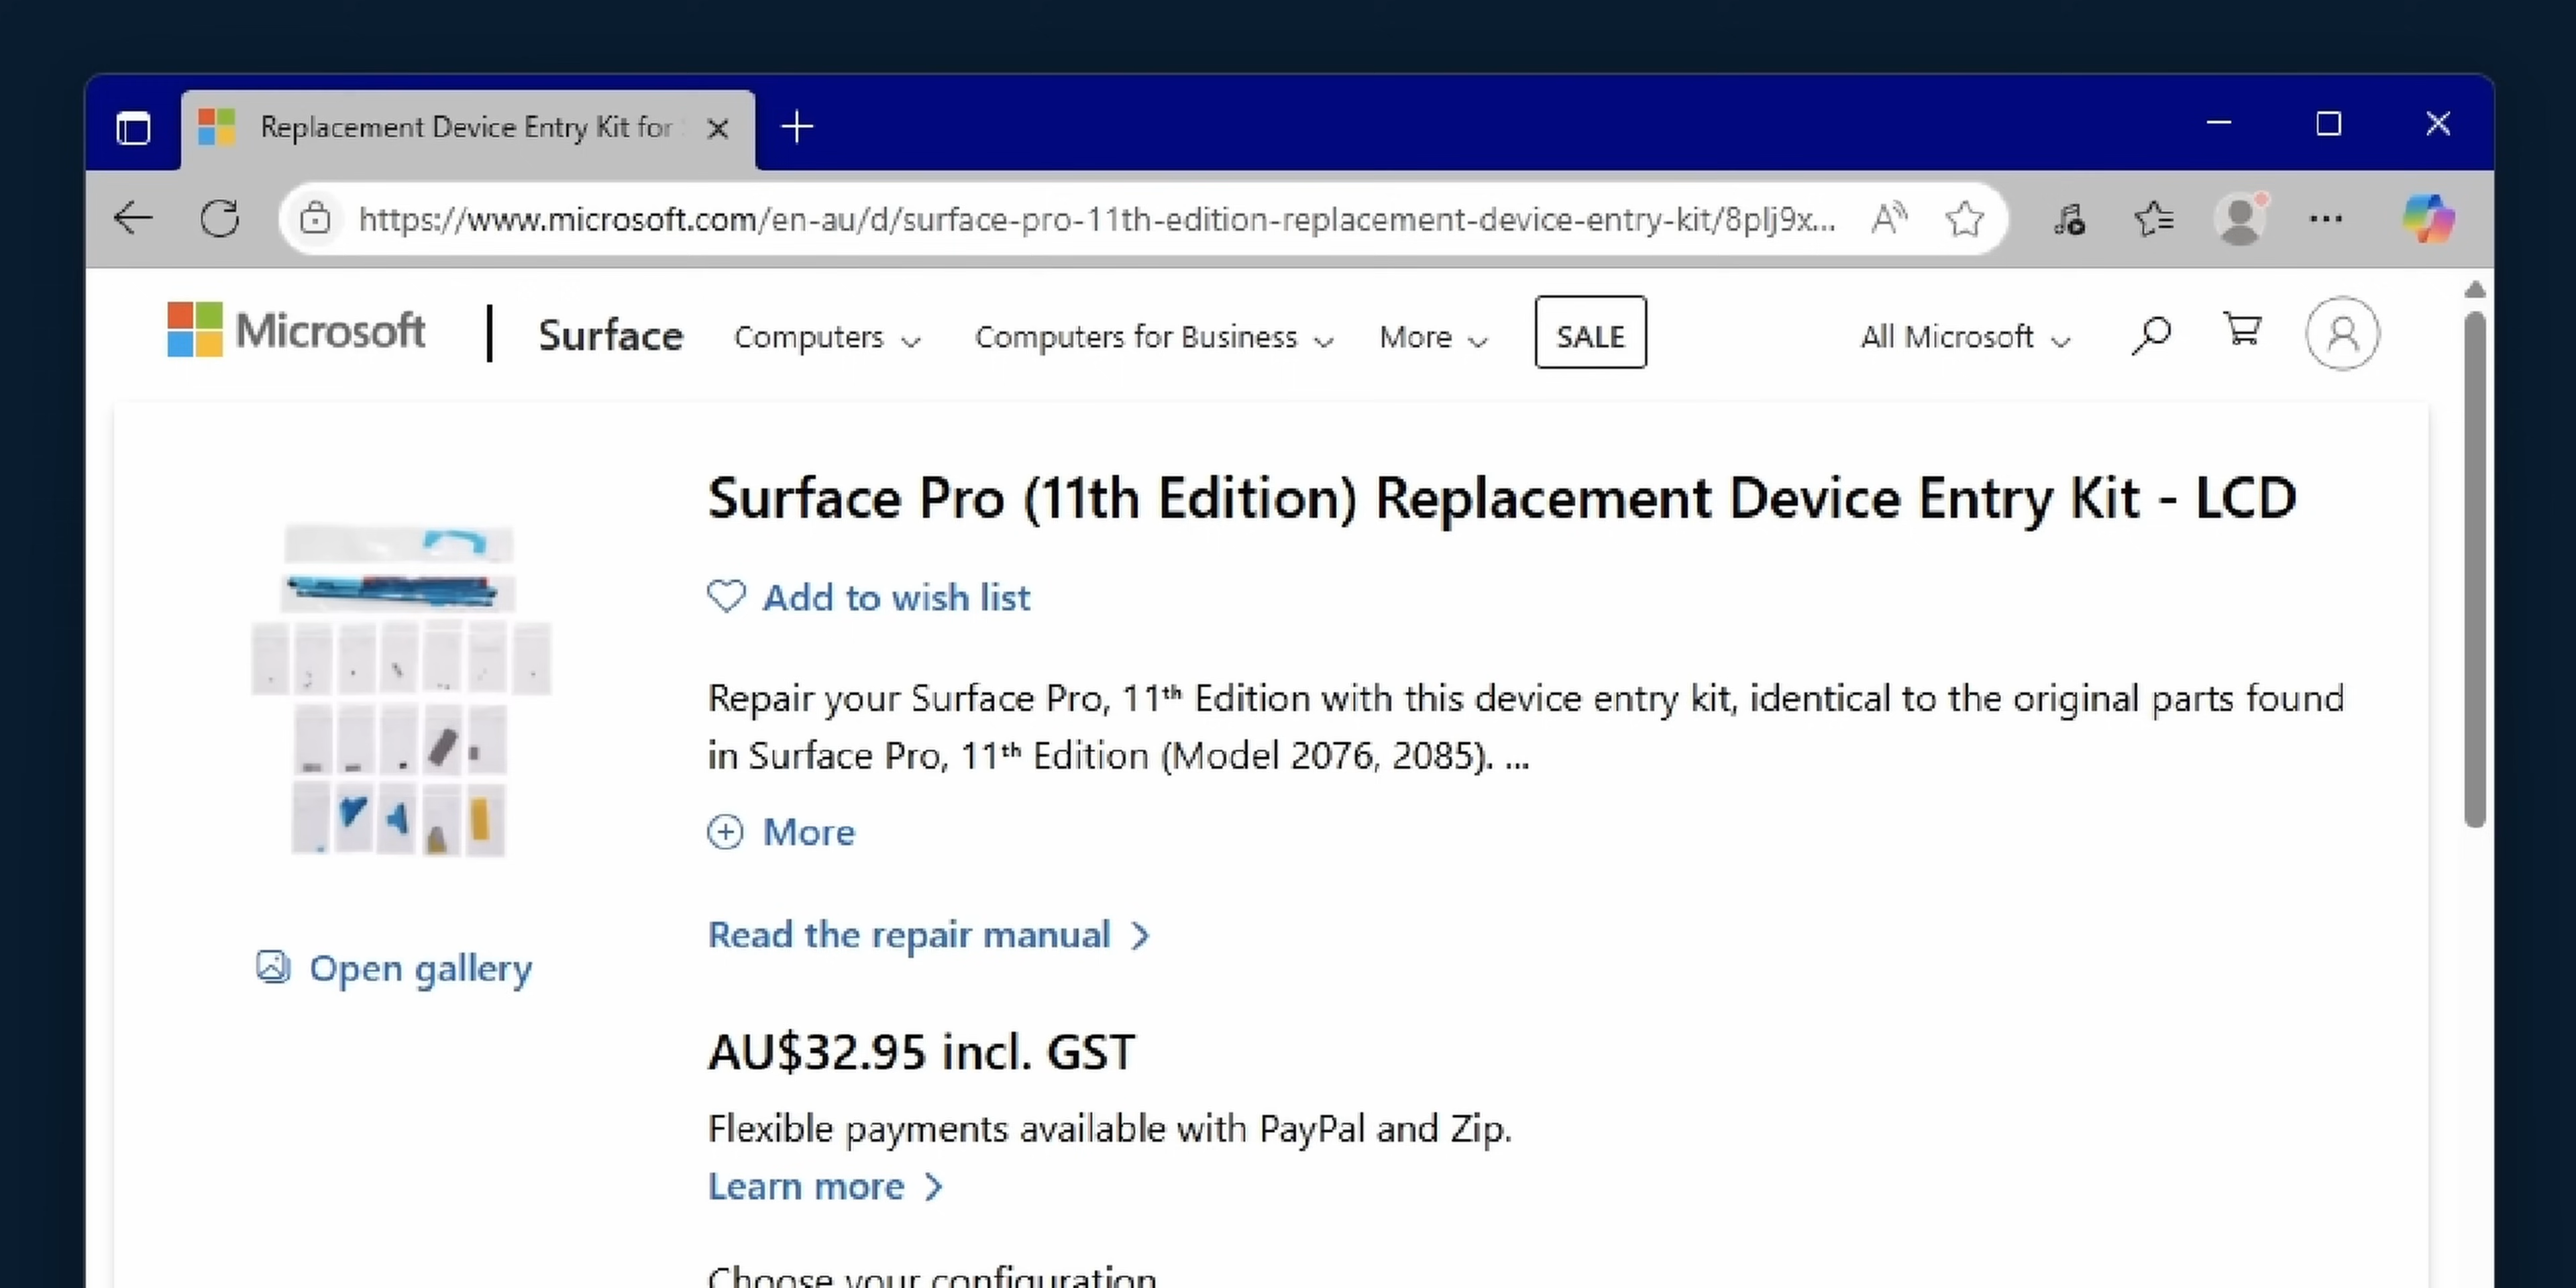 Replacement Device Entry Kit for
https://www.microsoft.com/en-au/d/surface-pro-11th-edition-replacement-device-entry-kit/8plj9x...
Microsoft Surface Computers Computers for Business More SALE All Microsoft
Surface Pro (11th Edition) Replacement Device Entry Kit - LCD
Add to wish list
Repair your Surface Pro, 11th Edition with this device entry kit, identical to the original parts found
in Surface Pro, 11th Edition (Model 2076, 2085). ...
More
Read the repair manual
Open gallery
AU$32.95 incl. GST
Flexible payments available with PayPal and Zip.
Learn more
Choose your configuration